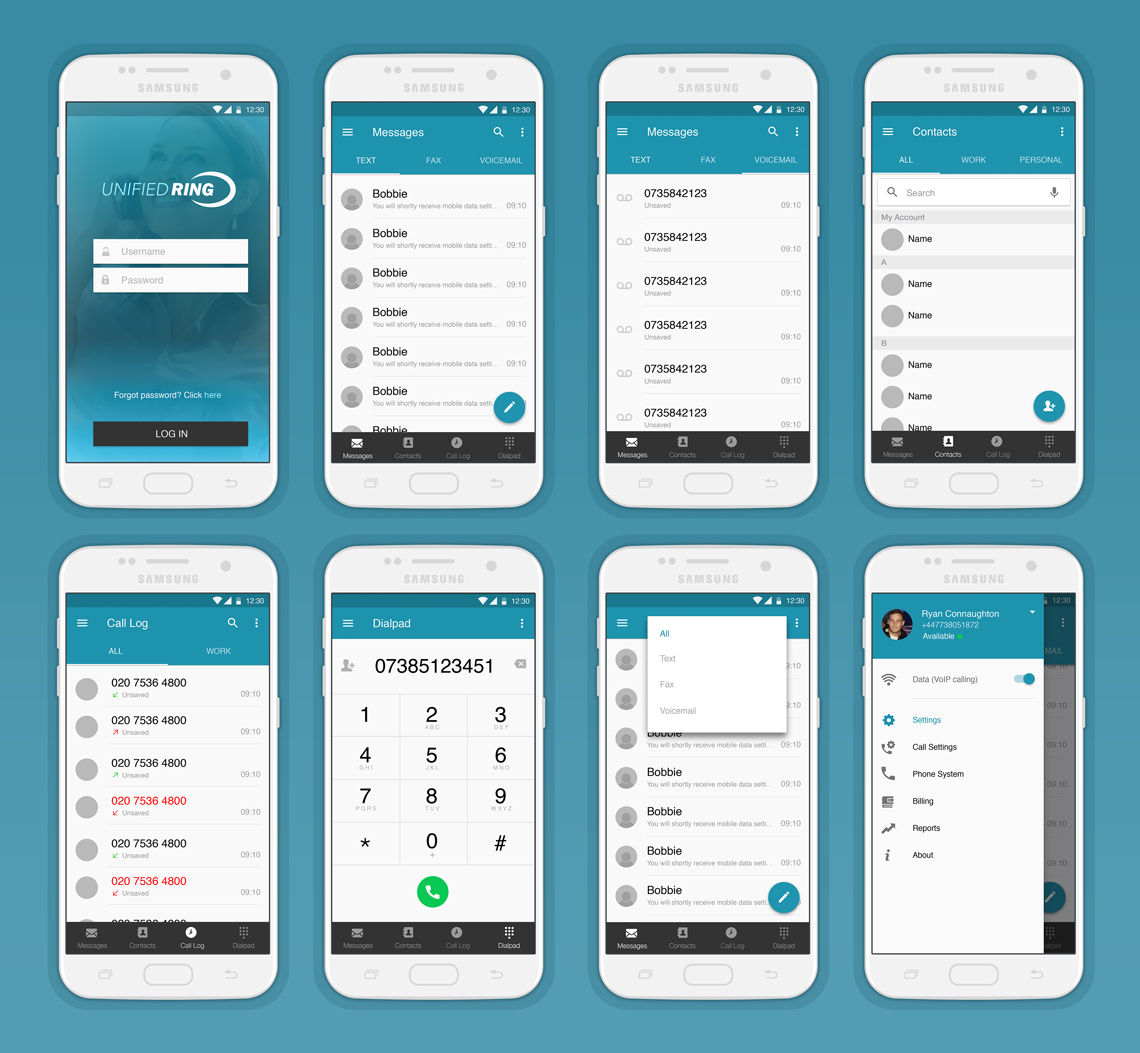 SAMSUNG
12:30
UNIFIED RING
Username
Password
Forgot password? Click here
LOG IN
SAMSUNG
12:30
Messages
TEXT FAX VOICEMAIL
Bobbie
You will shortly receive mobile data setti... 09:10
Bobbie
You will shortly receive mobile data setti... 09:10
Bobbie
You will shortly receive mobile data setti... 09:10
Bobbie
You will shortly receive mobile data setti... 09:10
Bobbie
You will shortly receive mobile data setti... 09:10
Bobbie
You will shortly receive mobile data setti...
Bobbie
Messages Contacts Call Log Dialpad
SAMSUNG
12:30
Messages
TEXT FAX VOICEMAIL
0735842123
Unsaved 09:10
0735842123
Unsaved 09:10
0735842123
Unsaved 09:10
0735842123
Unsaved 09:10
0735842123
Unsaved 09:10
0735842123
Unsaved 09:10
Messages Contacts Call Log Dialpad
SAMSUNG
12:30
Contacts
ALL WORK PERSONAL
Search
My Account
Name
A
Name
Name
B
Name
Name
Name
Messages Contacts Call Log Dialpad
SAMSUNG
12:30
Call Log
ALL WORK
020 7536 4800
Unsaved 09:10
020 7536 4800
Unsaved 09:10
020 7536 4800
Unsaved 09:10
020 7536 4800
Unsaved 09:10
020 7536 4800
Unsaved 09:10
020 7536 4800
Unsaved 09:10
020 7536 4800
Messages Contacts Call Log Dialpad
SAMSUNG
12:30
Dialpad
07385123451
1 2 3
ABC DEF
4 5 6
GHI JKL MNO
7 8 9
PQRS TUV WXYZ
* 0 #
+
Messages Contacts Call Log Dialpad
SAMSUNG
12:30
All
Text
Fax
Voicemail
:10
:10
Bobbie
You will shortly receive mobile data setti... 09:10
Bobbie
You will shortly receive mobile data setti... 09:10
Bobbie
You will shortly receive mobile data setti... 09:10
Bobbie
You will shortly receive mobile data setti... 09:10
Bobbie
You will shortly receive mobile data setti...
Messages Contacts Call Log Dialpad
SAMSUNG
12:30
Ryan Connaughton
+447738051872
Available
MAIL
Data (VoIP calling)
Settings
Call Settings
Phone System
Billing
Reports
About
09:10
09:10
09:10
09:10
09:10
Dialpad